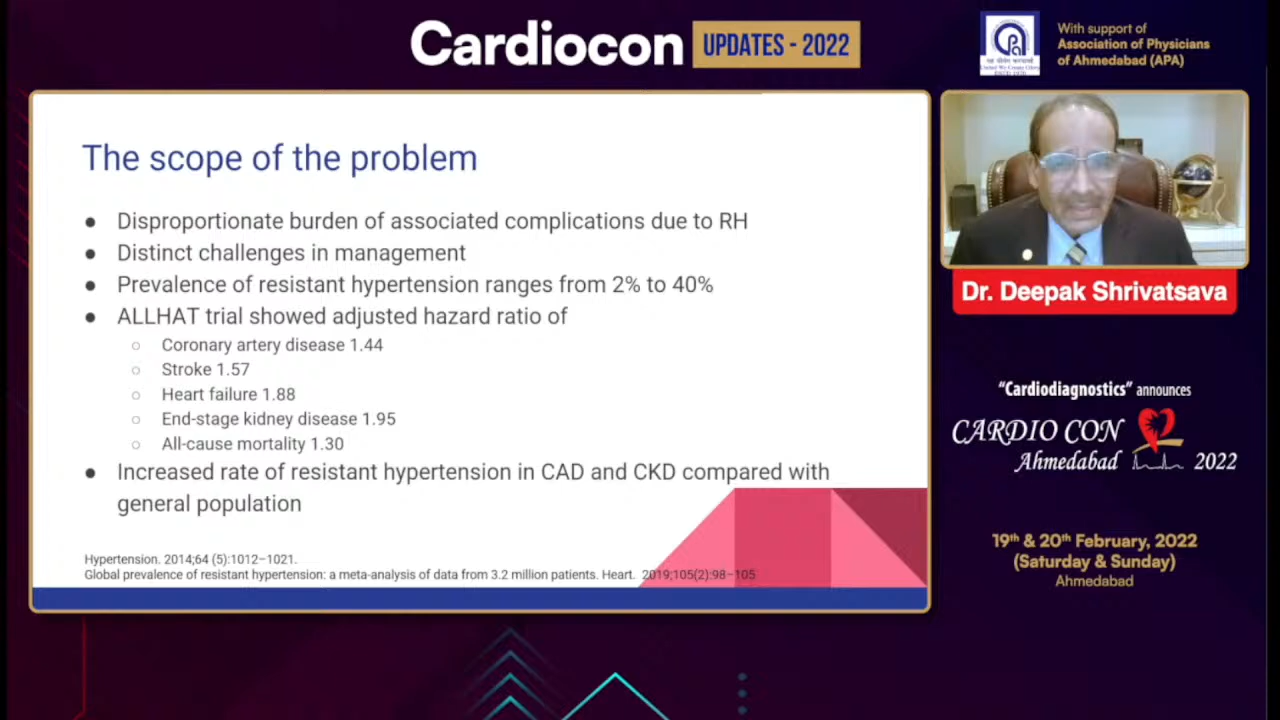 Cardiocon UPDATES - 2022
With support of
Association of Physicians
of Ahmedabad (APA)
The scope of the problem
● Disproportionate burden of associated complications due to RH
● Distinct challenges in management
● Prevalence of resistant hypertension ranges from 2% to 40%
● ALLHAT trial showed adjusted hazard ratio of
○ Coronary artery disease 1.44
○ Stroke 1.57
○ Heart failure 1.88
○ End-stage kidney disease 1.95
○ All-cause mortality 1.30
● Increased rate of resistant hypertension in CAD and CKD compared with
general population
Hypertension. 2014;64 (5):1012–1021.
Global prevalence of resistant hypertension: a meta-analysis of data from 3.2 million patients. Heart. 2019;105(2):98–105
Dr. Deepak Shrivatsava
“Cardiodiagnostics” announces
CARDIO CON
Ahmedabad 2022
19th & 20th February, 2022
(Saturday & Sunday)
Ahmedabad